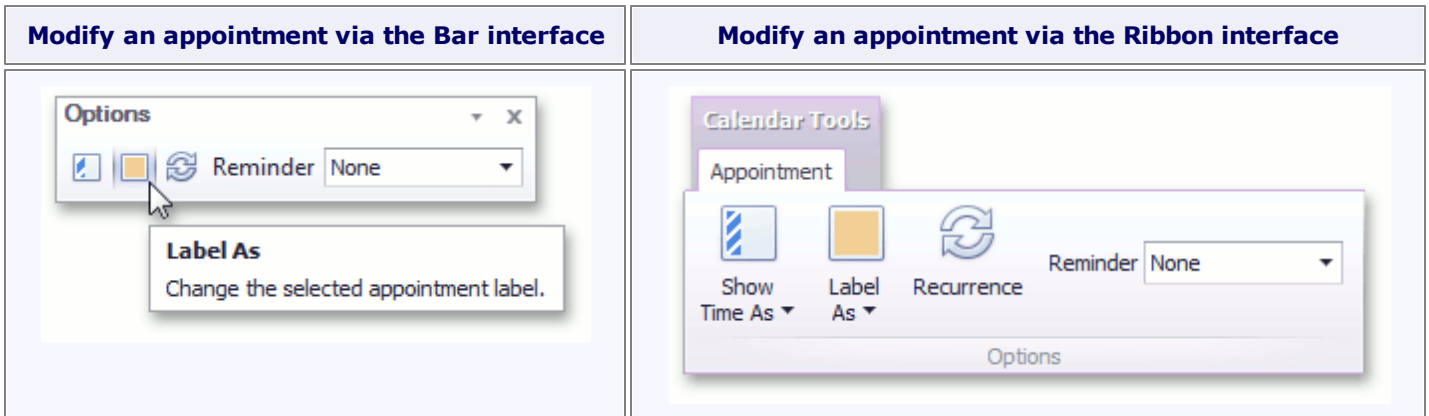 Modify an appointment via the Bar interface
Modify an appointment via the Ribbon interface
Options
Reminder None
Label As
Change the selected appointment label.
Calendar Tools
Appointment
Show
Time As
Label
As
Recurrence
Reminder None
Options